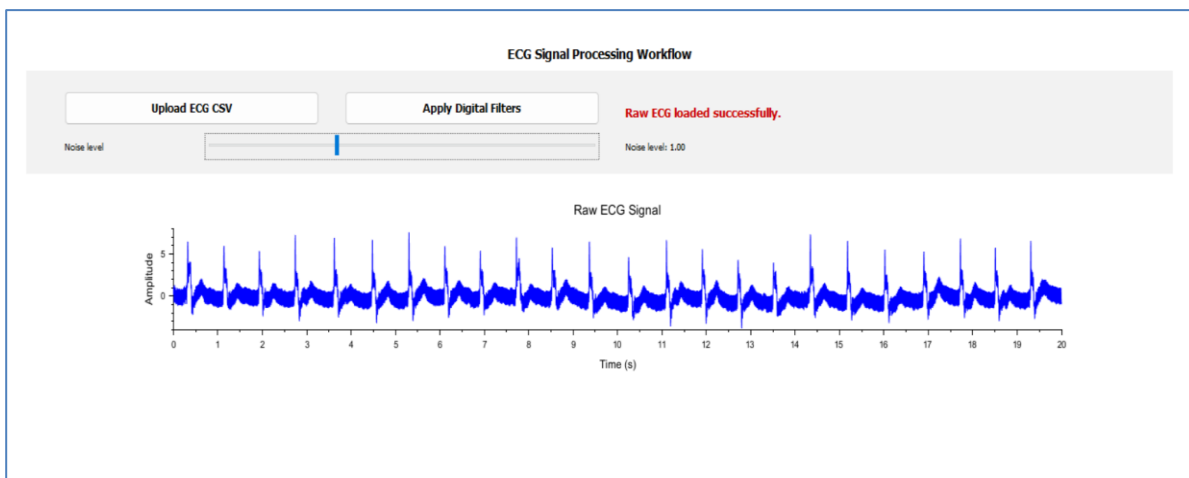 ECG Signal Processing Workflow
Upload ECG CSV
Apply Digital Filters
Raw ECG loaded successfully.
Noise level
Noise level: 1.00
Raw ECG Signal
Amplitude
5
0
0 1 2 3 4 5 6 7 8 9 10 11 12 13 14 15 16 17 18 19 20
Time (s)